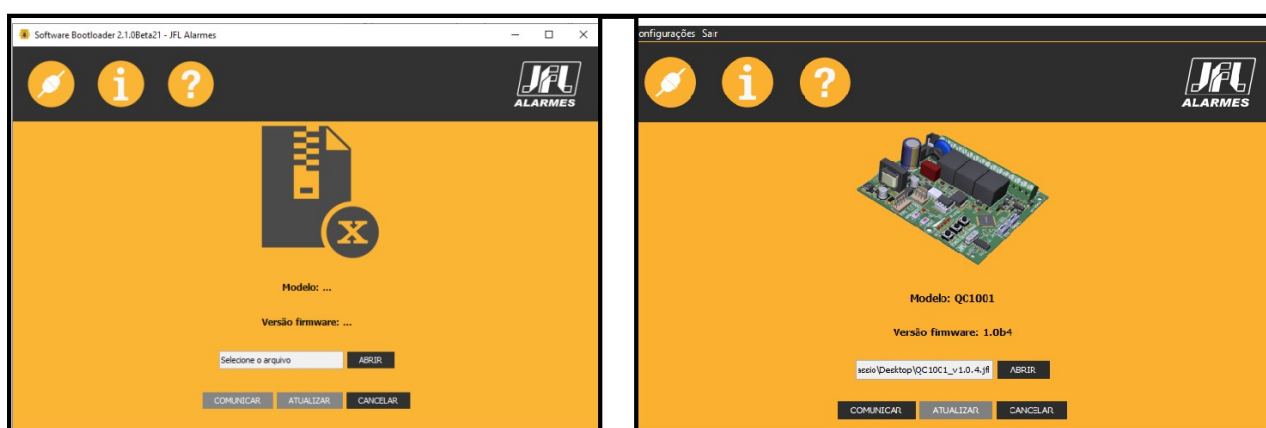 Software Bootloader 2.1.0Beta21 - JFL Alarmes
i ?
JFL
ALARMES
X
Modelo: ...
Versão firmware: ...
Selecione o arquivo ABRIR
COMUNICAR ATUALIZAR CANCELAR
onfigurações Sair
i ?
JFL
ALARMES
Modelo: QC1001
Versão firmware: 1.0b4
assio\Desktop\QC1001_v1.0.4.jfl ABRIR
COMUNICAR ATUALIZAR CANCELAR